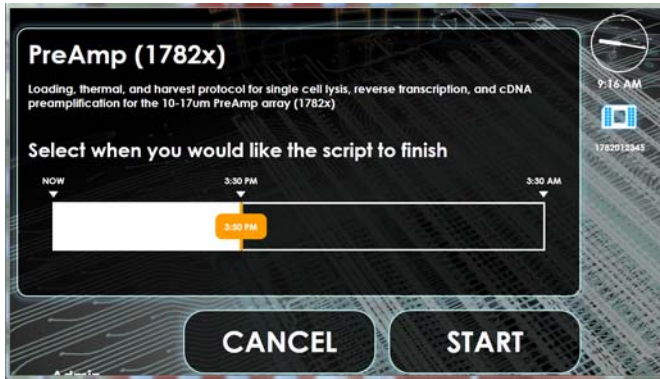 PreAmp (1782x)
Loading, thermal, and harvest protocol for single cell lysis, reverse transcription, and cDNA
preamplification for the 10-17um PreAmp array (1782x)
9:16 AM
1782012345
Select when you would like the script to finish
NOW 3:30 PM 3:30 AM
3:30 PM
CANCEL START
Admin